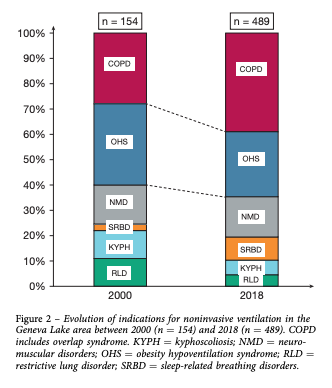 n = 154 n = 489
100%
90%
80%
70%
60%
50%
40%
30%
20%
10%
0%
COPD
OHS
NMD
SRBD
KYPH
RLD
COPD
OHS
NMD
SRBD
KYPH
RLD
2000 2018
Figure 2 – Evolution of indications for noninvasive ventilation in the
Geneva Lake area between 2000 (n = 154) and 2018 (n = 489). COPD
includes overlap syndrome. KYPH = kyphoscoliosis; NMD = neuro-
muscular disorders; OHS = obesity hypoventilation syndrome; RLD =
restrictive lung disorder; SRBD = sleep-related breathing disorders.